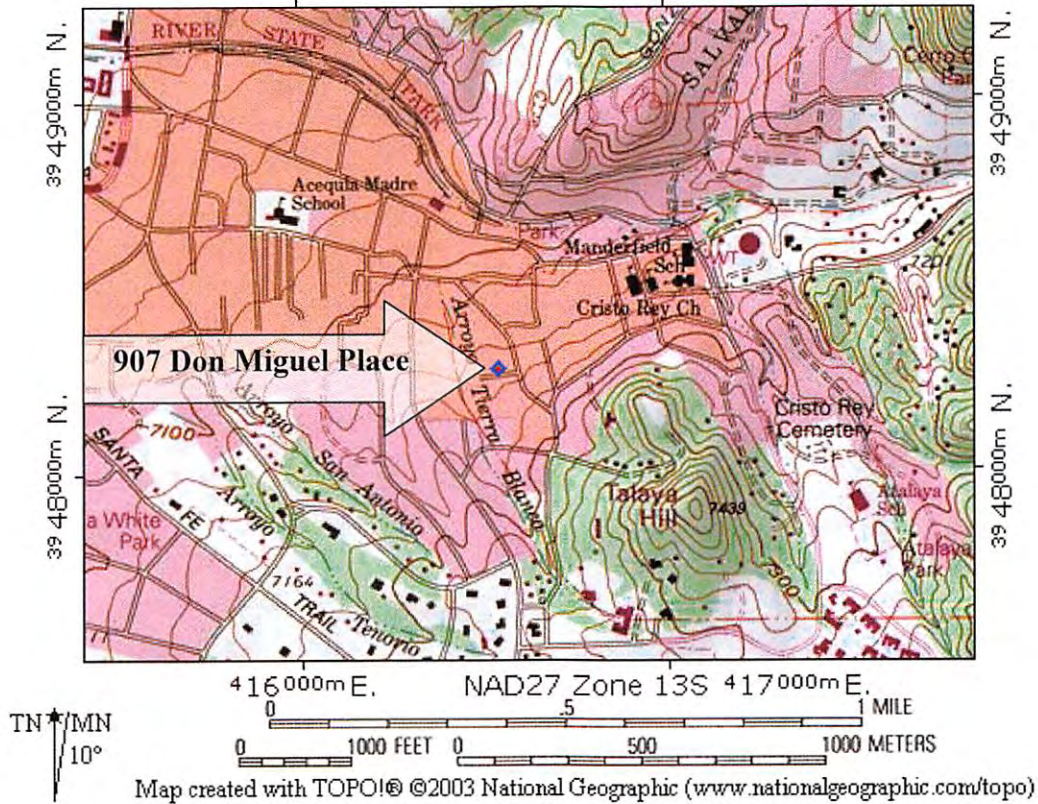 39 49000m N.
39 49000m N.
RIVER STATE PARK
SALVA
Cerro G
Par
Acequia Madre
School
Park
Manderfield
Sch
WT
7201
Cristo Rey Ch
Arroyo Tierra Blanca
907 Don Miguel Place
7100
Arroyo San Antonio
Cristo Rey
Cemetery
39 48000m N.
39 48000m N.
SANTA FE TRAIL
Arroyo Tenorio
a White
Park
Talaya
Hill
7439
Atalaya
Sch
Atalaya
Park
7300
7164
416000m E.
NAD27 Zone 13S 417000m E.
TN MN
10°
0 .5 1 MILE
0 1000 FEET 0 500 1000 METERS
Map created with TOPO!® ©2003 National Geographic (www.nationalgeographic.com/topo)